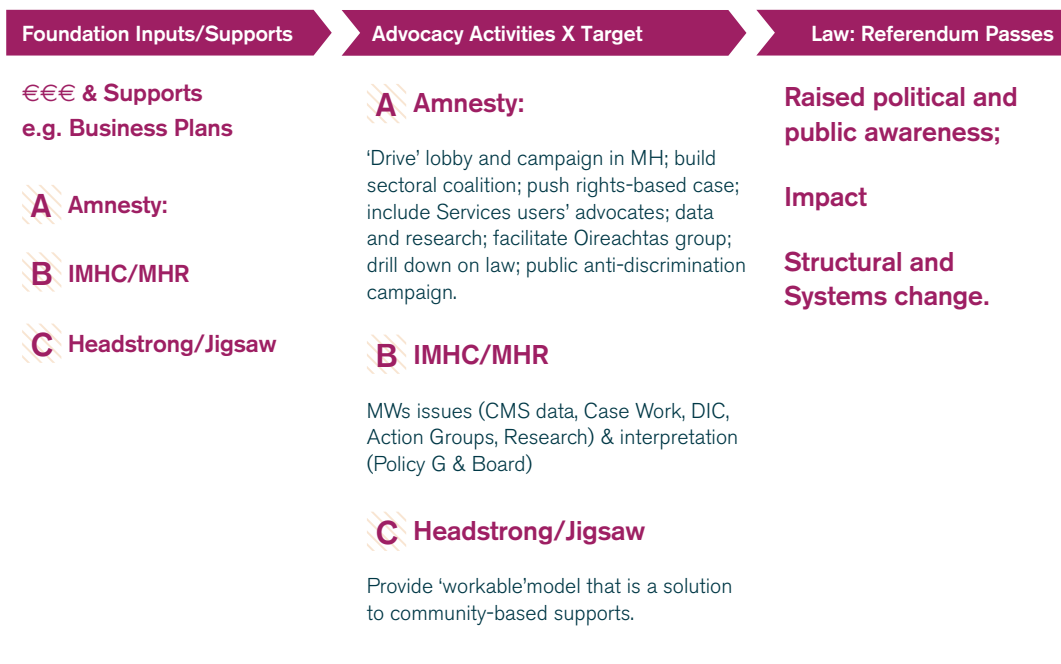 Foundation Inputs/Supports
€€€ & Supports
e.g. Business Plans
A Amnesty:
B IMHC/MHR
C Headstrong/Jigsaw
Advocacy Activities X Target
A Amnesty:
‘Drive’ lobby and campaign in MH; build
sectoral coalition; push rights-based case;
include Services users’ advocates; data
and research; facilitate Oireachtas group;
drill down on law; public anti-discrimination
campaign.
B IMHC/MHR
MWs issues (CMS data, Case Work, DIC,
Action Groups, Research) & interpretation
(Policy G & Board)
C Headstrong/Jigsaw
Provide ‘workable’model that is a solution
to community-based supports.
Law: Referendum Passes
Raised political and
public awareness;
Impact
Structural and
Systems change.